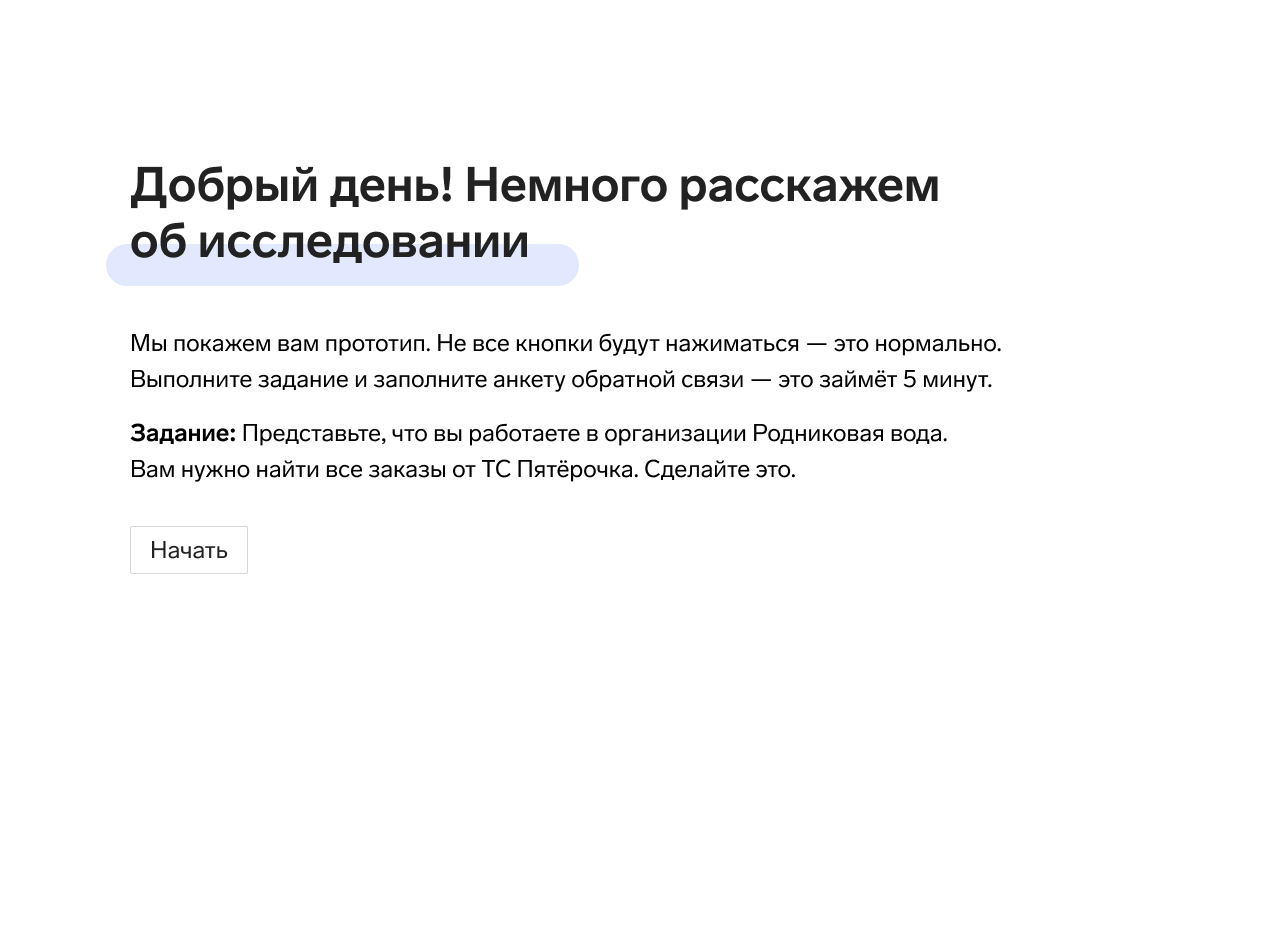 Добрый день! Немного расскажем
об исследовании
Мы покажем вам прототип. Не все кнопки будут нажиматься — это нормально.
Выполните задание и заполните анкету обратной связи — это займёт 5 минут.
Задание: Представьте, что вы работаете в организации Родниковая вода.
Вам нужно найти все заказы от ТС Пятёрочка. Сделайте это.
Начать